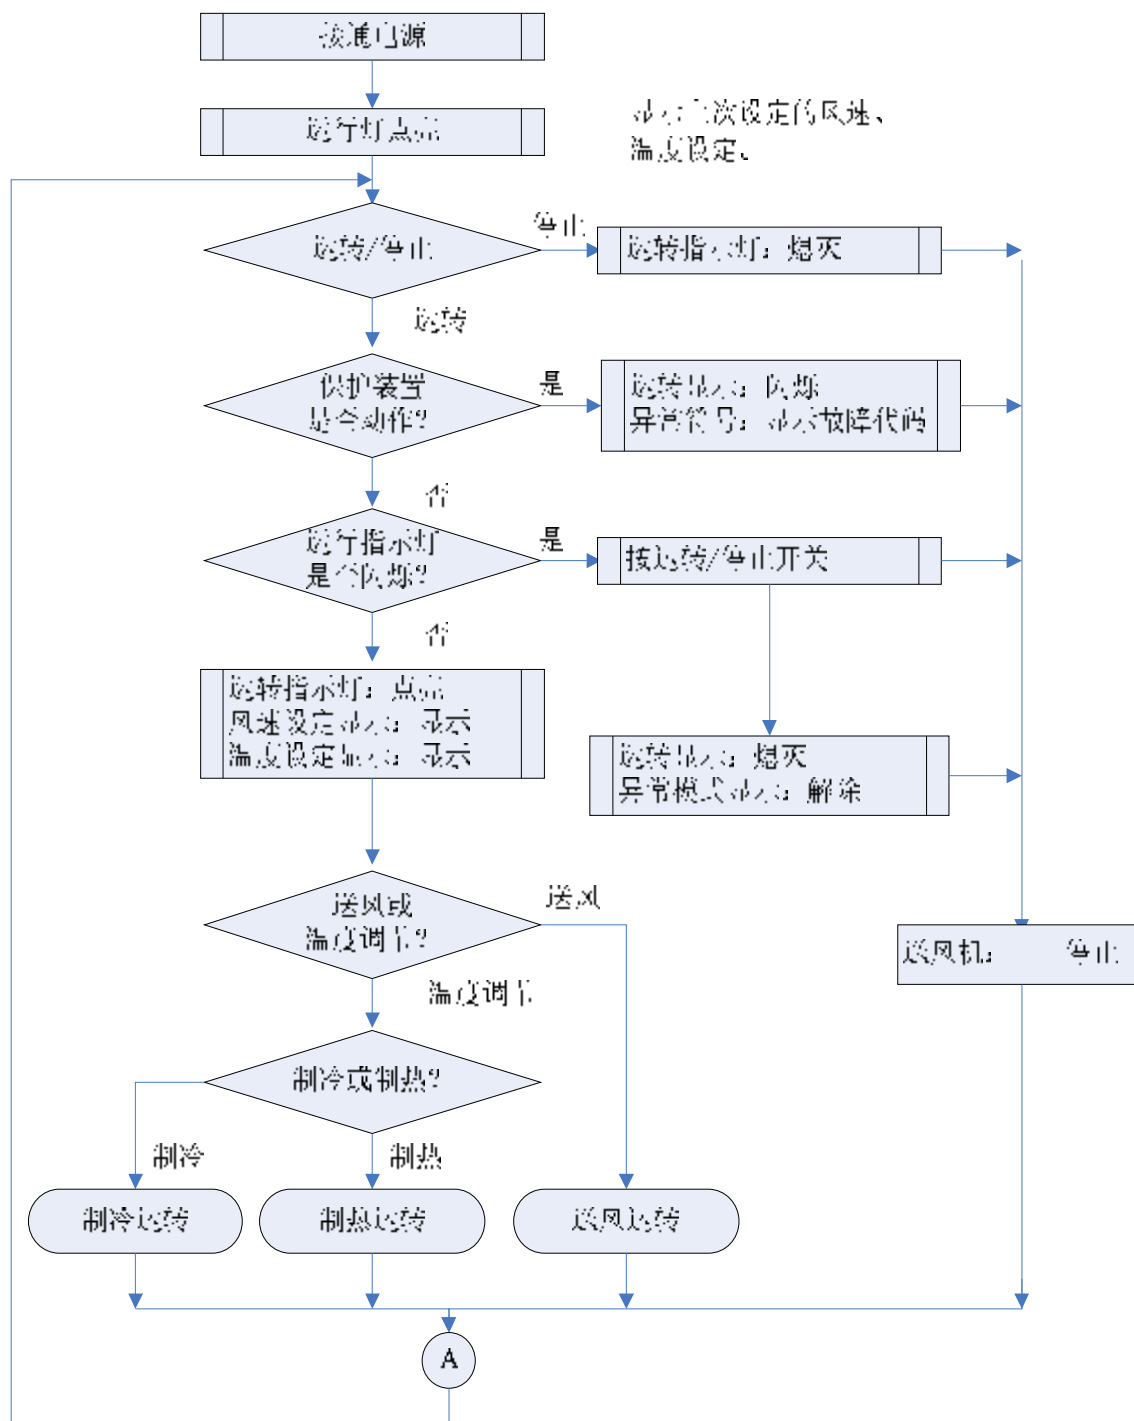 接通电源
运行灯点亮
显示上次设定的风速、
温度设定。
运转/停止
停止
运转指示灯：熄灭
运转
保护装置
是否动作？
是
运转显示：闪烁
异常符号：显示故障代码
否
运行指示灯
是否闪烁？
是
按运转/停止开关
否
运转指示灯：点亮
风速设定显示：显示
温度设定显示：显示
运转显示：熄灭
异常模式显示：解除
送风或
温度调节？
送风
送风机： 停止
温度调节
制冷或制热？
制冷
制热
制冷运转
制热运转
送风运转
A